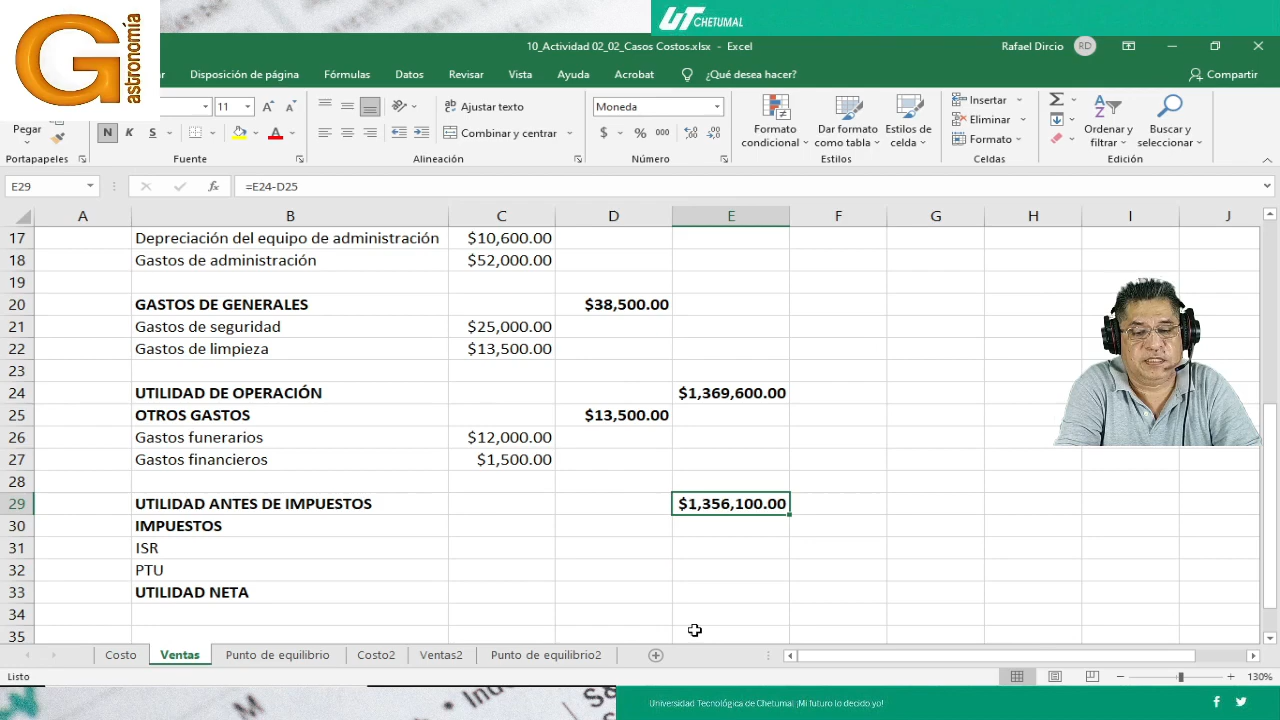 Gastronomía
UT CHETUMAL
10_Actividad 02_02_Casos Costos.xlsx - Excel
Rafael Dircio RD
Disposición de página Fórmulas Datos Revisar Vista Ayuda Acrobat ¿Qué desea hacer? Compartir
Pegar
Portapapeles
11 A A
N K S A
Fuente
Ajustar texto
Combinar y centrar
Alineación
Moneda
$ % 000
Número
Formato condicional
Dar formato como tabla
Estilos de celda
Estilos
Insertar
Eliminar
Formato
Celdas
Ordenar y filtrar
Buscar y seleccionar
Edición
E29 fx =E24-D25
A B C D E F G H I J
17 Depreciación del equipo de administración $10,600.00
18 Gastos de administración $52,000.00
19
20 GASTOS DE GENERALES $38,500.00
21 Gastos de seguridad $25,000.00
22 Gastos de limpieza $13,500.00
23
24 UTILIDAD DE OPERACIÓN $1,369,600.00
25 OTROS GASTOS $13,500.00
26 Gastos funerarios $12,000.00
27 Gastos financieros $1,500.00
28
29 UTILIDAD ANTES DE IMPUESTOS $1,356,100.00
30 IMPUESTOS
31 ISR
32 PTU
33 UTILIDAD NETA
34
35
Costo Ventas Punto de equilibrio Costo2 Ventas2 Punto de equilibrio2
Listo 130%
Universidad Tecnológica de Chetumal ¡Mi futuro lo decido yo!